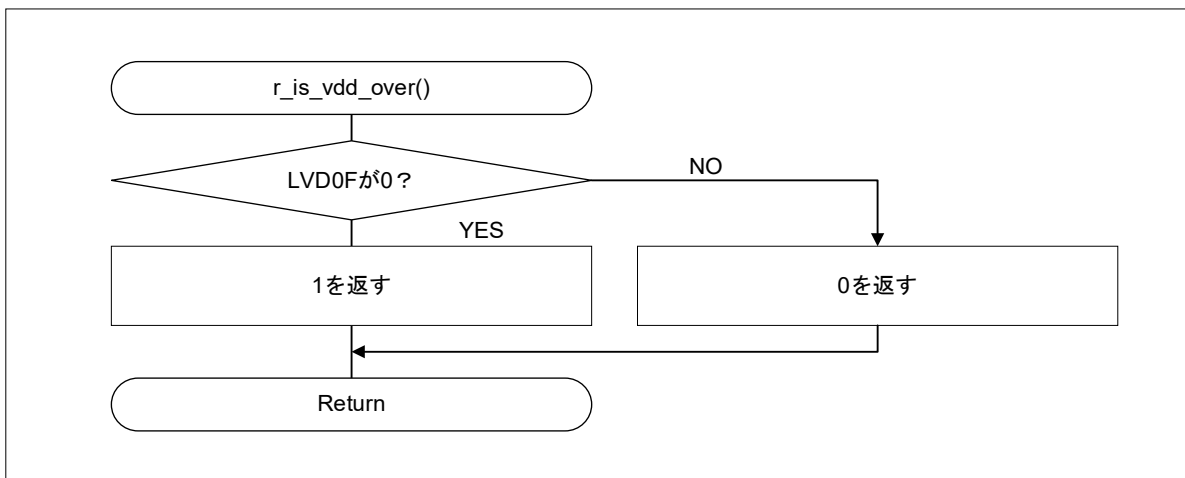 r_is_vdd_over()
LVD0Fが0？
NO
YES
1を返す
0を返す
Return